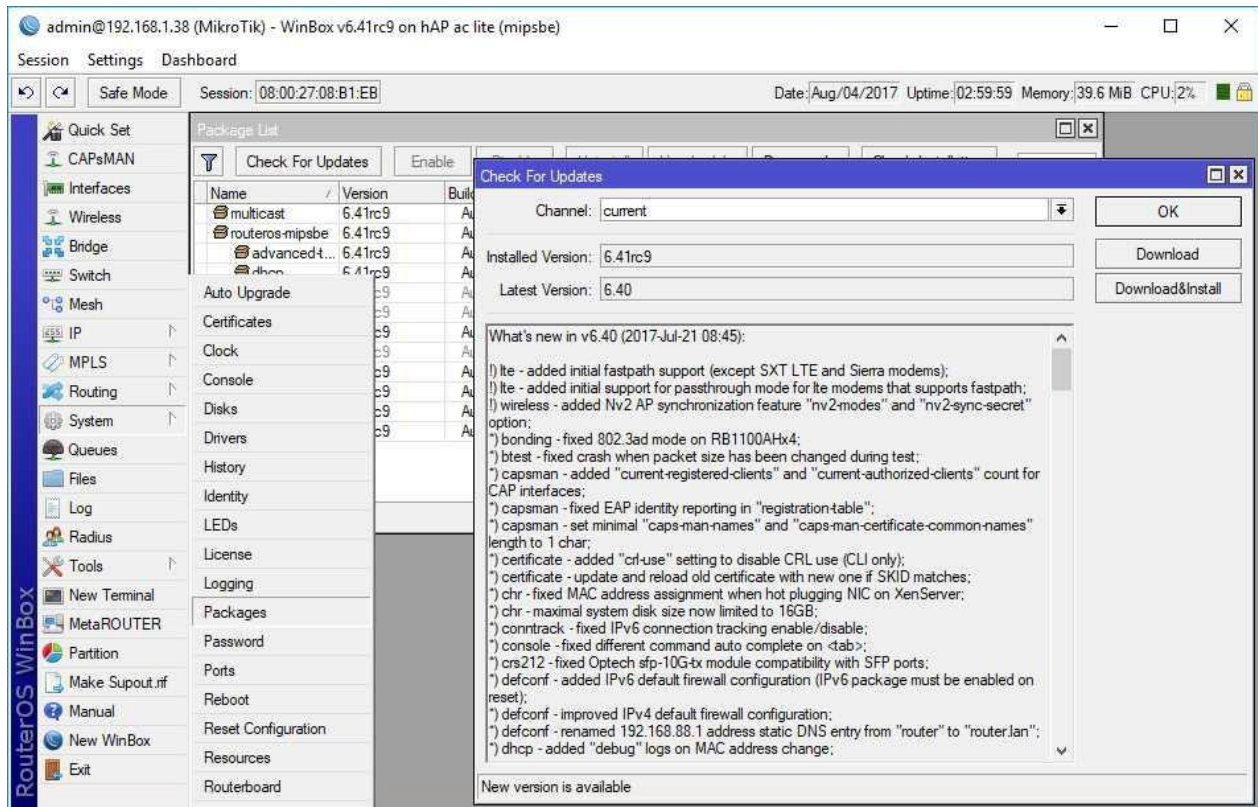 admin@192.168.1.38 (MikroTik) - WinBox v6.41rc9 on hAP ac lite (mipsbe)
Session Settings Dashboard
Safe Mode Session: 08:00:27:08:B1:EB Date: Aug/04/2017 Uptime: 02:59:59 Memory: 39.6 MiB CPU: 2%
RouterOS WinBox
Quick Set
CAPsMAN
Interfaces
Wireless
Bridge
Switch
Mesh
IP
MPLS
Routing
System
Queues
Files
Log
Radius
Tools
New Terminal
MetaROUTER
Partition
Make Supout.rif
Manual
New WinBox
Exit
Package List
Check For Updates Enable
Name Version
multicast 6.41rc9
routeros-mipsbe 6.41rc9
advanced-t... 6.41rc9
dhcp 6.41rc9
Auto Upgrade
Certificates
Clock
Console
Disks
Drivers
History
Identity
LEDs
License
Logging
Packages
Password
Ports
Reboot
Reset Configuration
Resources
Routerboard
Check For Updates
Channel: current
OK
Installed Version: 6.41rc9
Download
Latest Version: 6.40
Download&Install
What's new in v6.40 (2017-Jul-21 08:45):
!) lte - added initial fastpath support (except SXT LTE and Sierra modems);
!) lte - added initial support for passthrough mode for lte modems that supports fastpath;
!) wireless - added Nv2 AP synchronization feature "nv2-modes" and "nv2-sync-secret"
option;
*) bonding - fixed 802.3ad mode on RB1100AHx4;
*) btest - fixed crash when packet size has been changed during test;
*) capsman - added "current-registered-clients" and "current-authorized-clients" count for
CAP interfaces;
*) capsman - fixed EAP identity reporting in "registration-table";
*) capsman - set minimal "caps-man-names" and "caps-man-certificate-common-names"
length to 1 char;
*) certificate - added "crl-use" setting to disable CRL use (CLI only);
*) certificate - update and reload old certificate with new one if SKID matches;
*) chr - fixed MAC address assignment when hot plugging NIC on XenServer;
*) chr - maximal system disk size now limited to 16GB;
*) conntrack - fixed IPv6 connection tracking enable/disable;
*) console - fixed different command auto complete on <tab>;
*) crs212 - fixed Optech sfp-10G-tx module compatibility with SFP ports;
*) defconf - added IPv6 default firewall configuration (IPv6 package must be enabled on
reset);
*) defconf - improved IPv4 default firewall configuration;
*) defconf - renamed 192.168.88.1 address static DNS entry from "router" to "router.lan";
*) dhcp - added "debug" logs on MAC address change;
New version is available